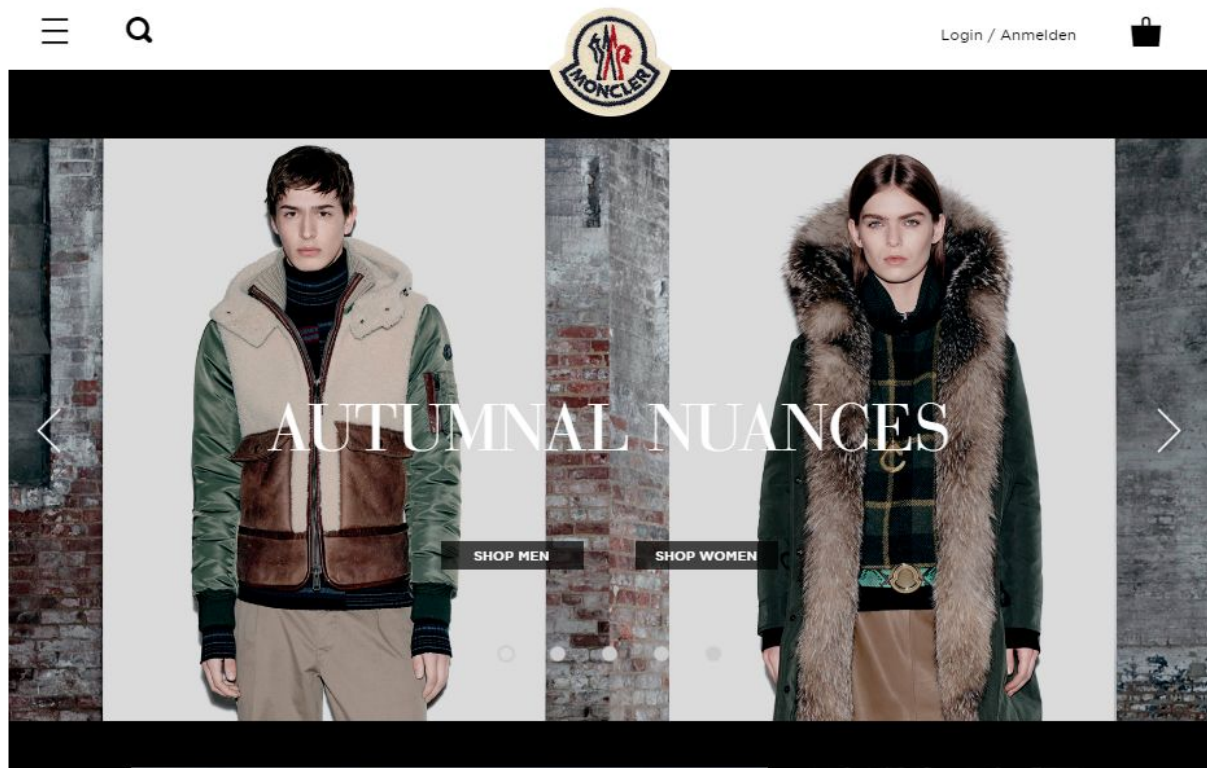 Login / Anmelden
MONCLER
AUTUMNAL NUANCES
SHOP MEN
SHOP WOMEN